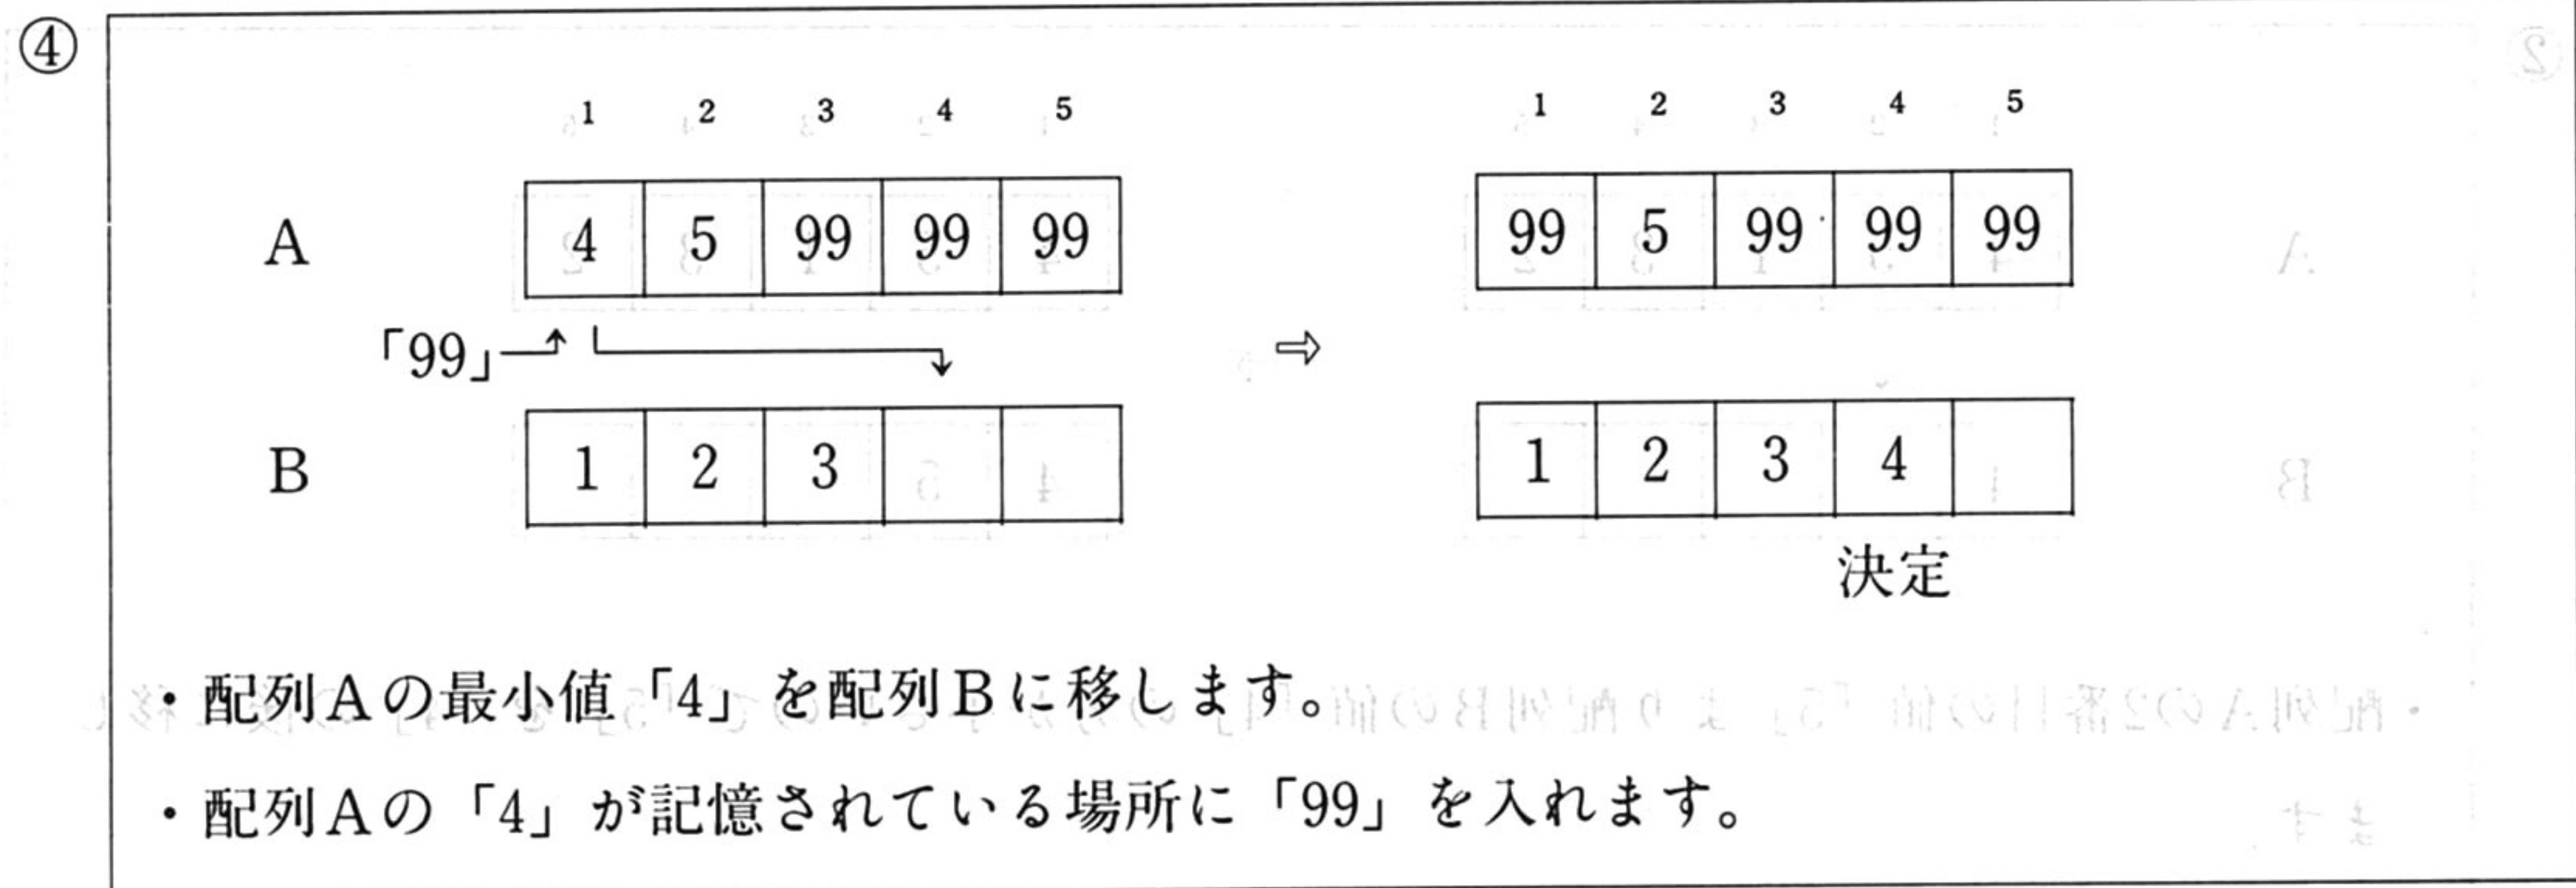 ④
1 2 3 4 5 1 2 3 4 5
A 4 5 99 99 99 99 5 99 99 99
「99」 ⇨
B 1 2 3 1 2 3 4
決定
・配列Aの最小値「4」を配列Bに移します。
・配列Aの「4」が記憶されている場所に「99」を入れます。